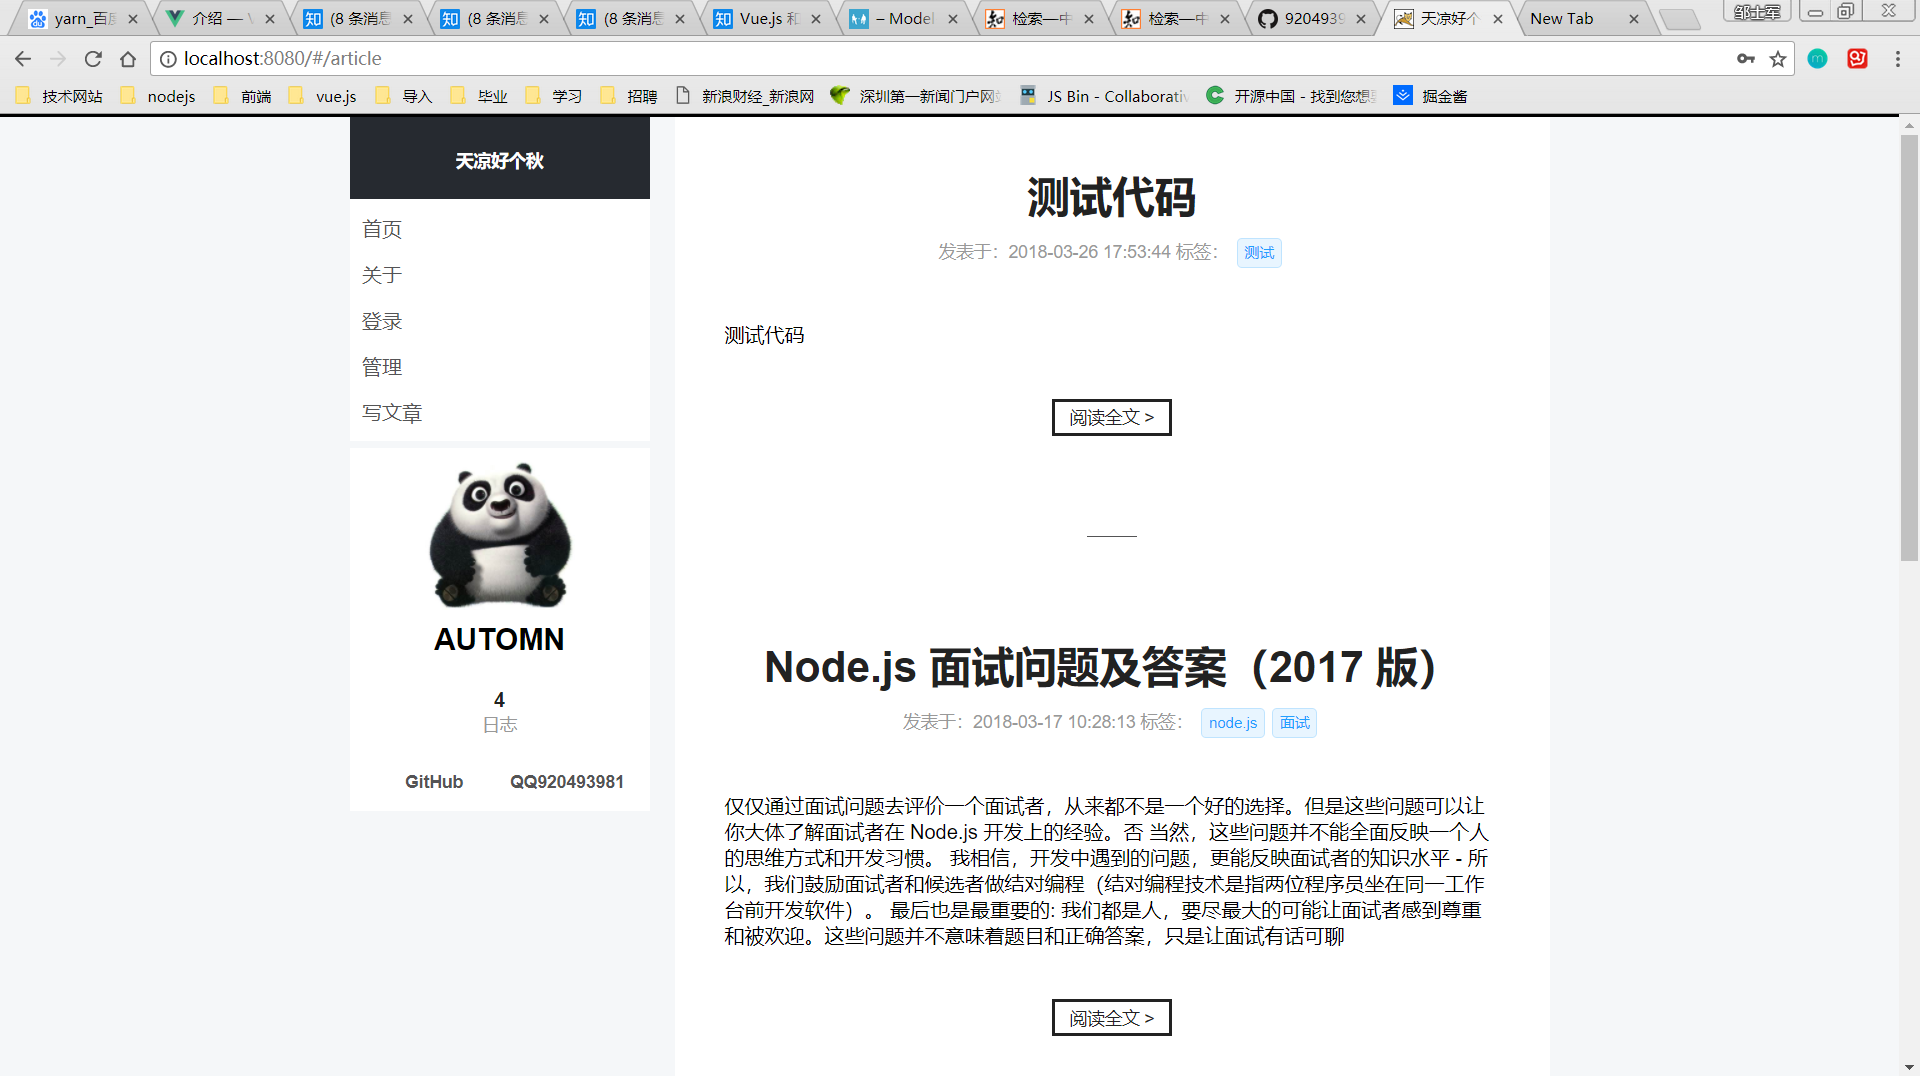 yarn_百度
介绍 —
(8 条消息
(8 条消息
(8 条消息
Vue.js 和
– Model
检索—中
检索—中
9204939
天凉好个
New Tab
邹士军
localhost:8080/#/article
技术网站
nodejs
前端
vue.js
导入
毕业
学习
招聘
新浪财经_新浪网
深圳第一新闻门户网站
JS Bin - Collaborativ
开源中国 - 找到您想
掘金酱
天凉好个秋
首页
关于
登录
管理
写文章
AUTOMN
4
日志
GitHub
QQ920493981
测试代码
发表于：2018-03-26 17:53:44 标签： 测试
测试代码
阅读全文 >
Node.js 面试问题及答案（2017 版）
发表于：2018-03-17 10:28:13 标签： node.js 面试
仅仅通过面试问题去评价一个面试者，从来都不是一个好的选择。但是这些问题可以让
你大体了解面试者在 Node.js 开发上的经验。否 当然，这些问题并不能全面反映一个人
的思维方式和开发习惯。 我相信，开发中遇到的问题，更能反映面试者的知识水平 - 所
以，我们鼓励面试者和候选者做结对编程（结对编程技术是指两位程序员坐在同一工作
台前开发软件）。 最后也是最重要的: 我们都是人，要尽最大的可能让面试者感到尊重
和被欢迎。这些问题并不意味着题目和正确答案，只是让面试有话可聊
阅读全文 >